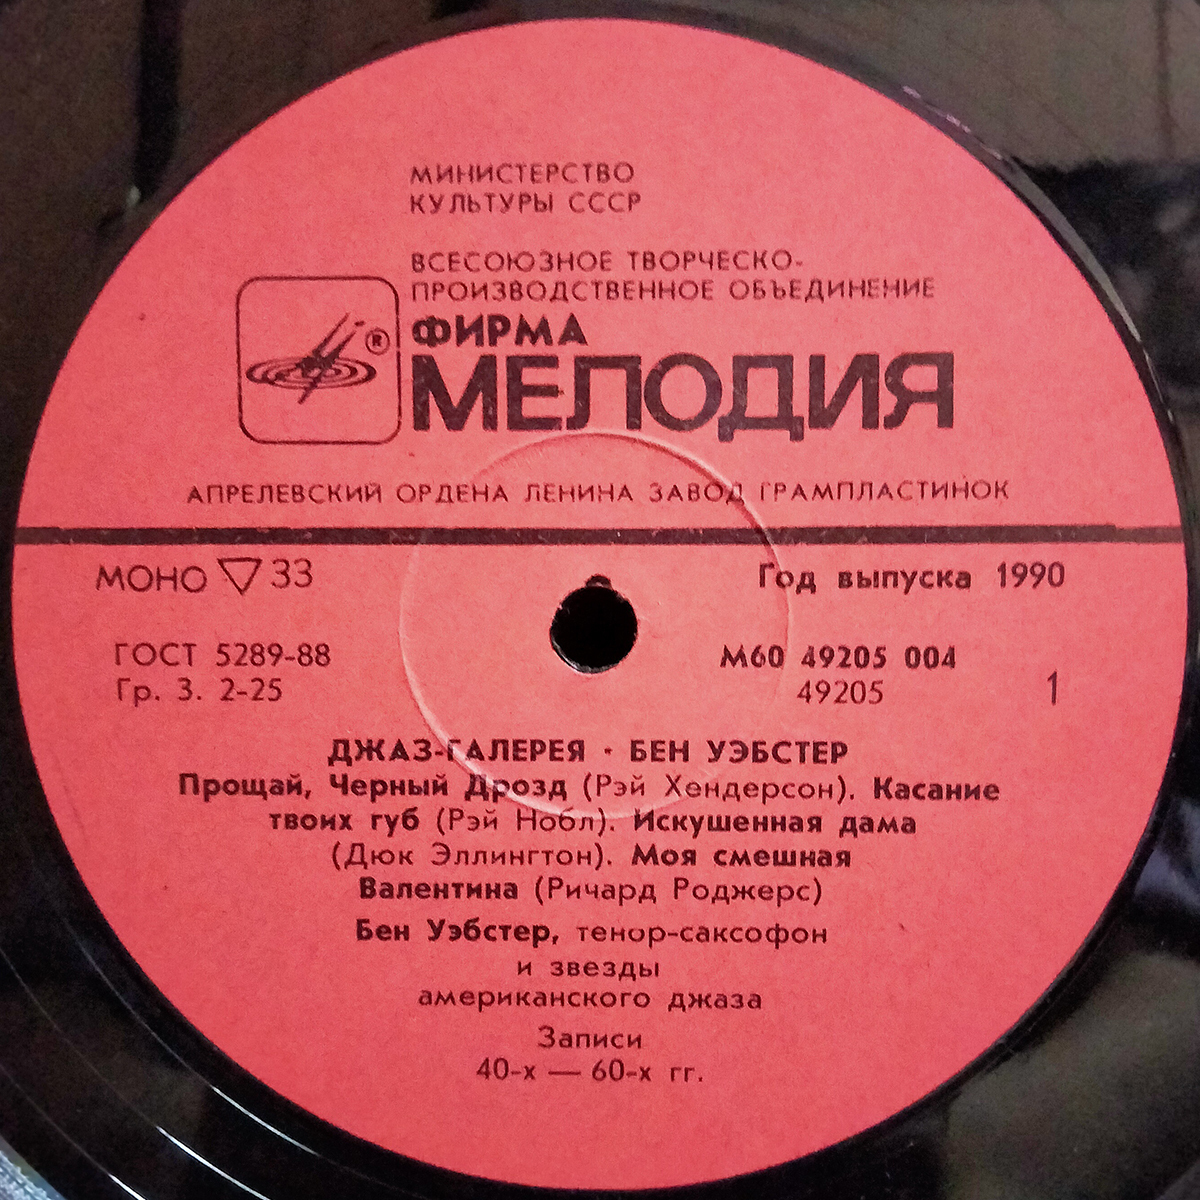 МИНИСТЕРСТВО
КУЛЬТУРЫ СССР
ВСЕСОЮЗНОЕ ТВОРЧЕСКО-
ПРОИЗВОДСТВЕННОЕ ОБЪЕДИНЕНИЕ
ФИРМА
®
МЕЛОДИЯ
АПРЕЛЕВСКИЙ ОРДЕНА ЛЕНИНА ЗАВОД ГРАМПЛАСТИНОК
МОНО ▽ 33
Год выпуска 1990
ГОСТ 5289-88
Гр. 3. 2-25
М60 49205 004
49205
1
ДЖАЗ-ГАЛЕРЕЯ · БЕН УЭБСТЕР
Прощай, Черный Дрозд (Рэй Хендерсон). Касание
твоих губ (Рэй Нобл). Искушенная дама
(Дюк Эллингтон). Моя смешная
Валентина (Ричард Роджерс)
Бен Уэбстер, тенор-саксофон
и звезды
американского джаза
Записи
40-х — 60-х гг.